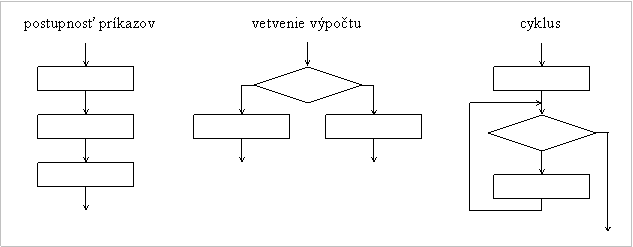 postupnosť príkazov
vetvenie výpočtu
cyklus